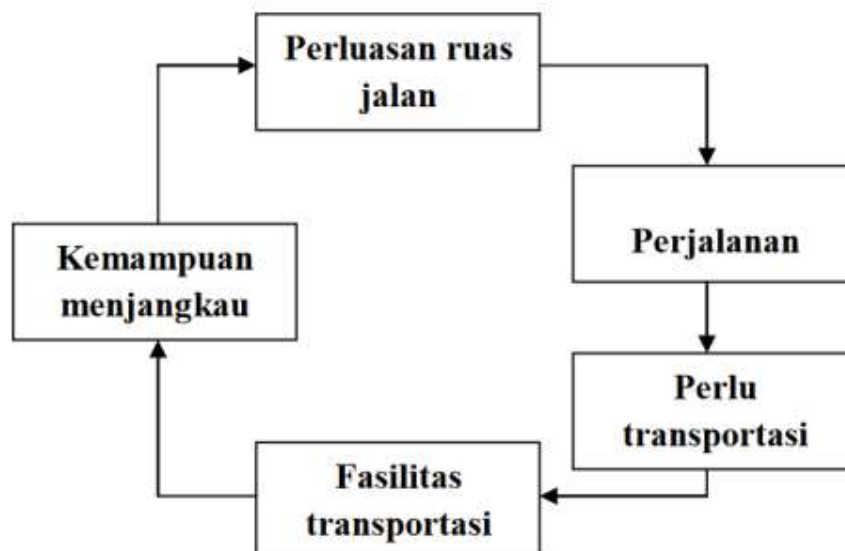 Perluasan ruas
jalan
Perjalanan
Perlu
transportasi
Fasilitas
transportasi
Kemampuan
menjangkau